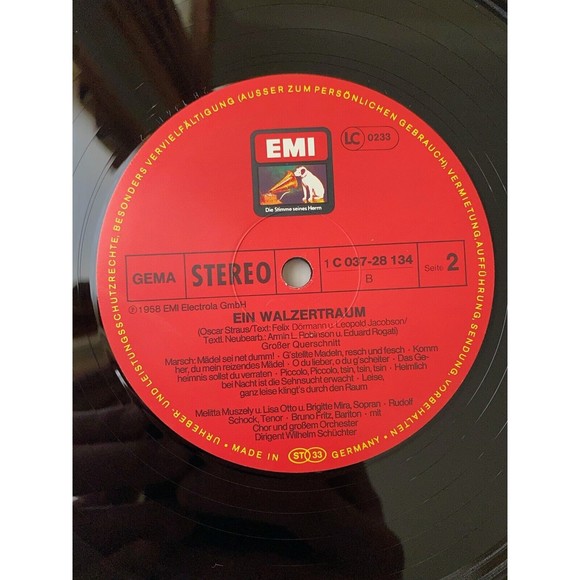 URHEBER- UND LEISTUNGSSCHUTZRECHTE, BESONDERS VERVIELFÄLTIGUNG (AUSSER ZUM PERSÖNLICHEN GEBRAUCH), VERMIETUNG, AUFFÜHRUNG, SENDUNG VORBEHALTEN
EMI
Die Stimme seines Herrn
LC 0233
GEMA STEREO
1 C 037-28 134
B
Seite 2
℗1958 EMI Electrola GmbH
EIN WALZERTRAUM
(Oscar Straus/Text: Felix Dörmann u. Leopold Jacobson/
Textl. Neubearb.: Armin L. Robinson u. Eduard Rogati)
Großer Querschnitt
Marsch: Mädel sei net dumm! · G'stellte Madeln, resch und fesch · Komm
her, du mein reizendes Mädel · O du lieber, o du g'scheiter · Das Ge-
heimnis sollst du verraten · Piccolo, Piccolo, tsin, tsin, tsin · Heimlich
bei Nacht ist die Sehnsucht erwacht · Leise,
ganz leise klingt's durch den Raum
Melitta Muszely u. Lisa Otto u. Brigitte Mira, Sopran · Rudolf
Schock, Tenor · Bruno Fritz, Bariton · mit
Chor und großem Orchester
Dirigent Wilhelm Schüchter
MADE IN ST 33 GERMANY